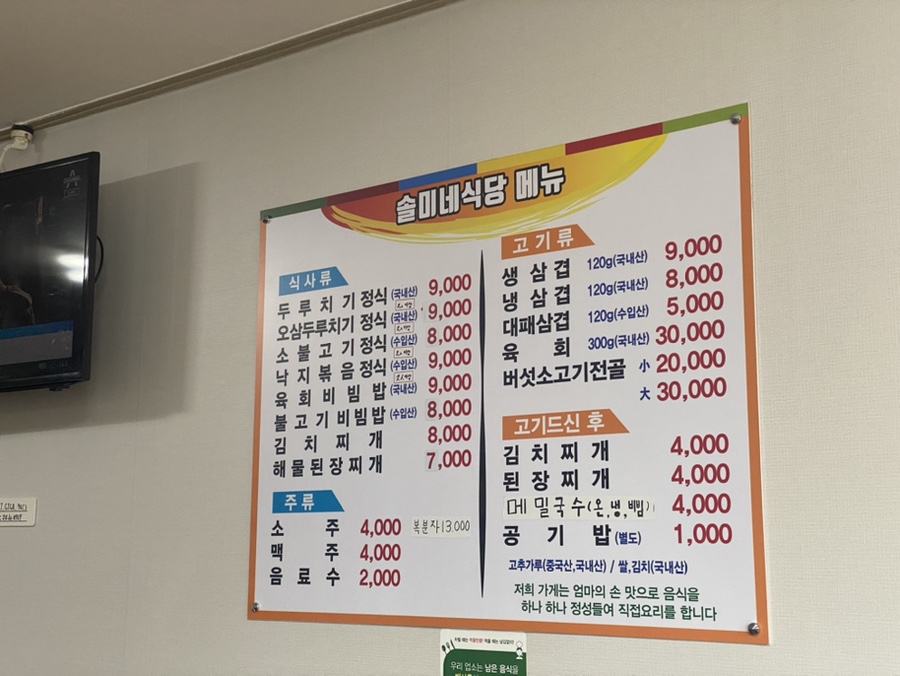 솔미네식당 메뉴
식사류
두루치기정식 (국내산) 9,000
2인분
오삼두루치기 정식 (국내산) 9,000
2인분
소불고기정식 (수입산) 8,000
2인분
낙지볶음정식 (수입산) 9,000
2인분
육회비빔밥 (국내산) 9,000
불고기비빔밥 (수입산) 8,000
김치찌개 8,000
해물된장찌개 7,000
주류
소주 4,000 복분자 13,000
맥주 4,000
음료수 2,000
고기류
생삼겹 120g(국내산) 9,000
냉삼겹 120g(국내산) 8,000
대패삼겹 120g(수입산) 5,000
육회 300g(국내산) 30,000
버섯소고기전골 小 20,000
大 30,000
고기드신 후
김치찌개 4,000
된장찌개 4,000
메밀국수(온,냉,비빔) 4,000
공기밥 (별도) 1,000
고추가루(중국산,국내산) / 쌀,김치(국내산)
저희 가게는 엄마의 손 맛으로 음식을
하나 하나 정성들여 직접요리를 합니다
우리 업소는 남은 음식을